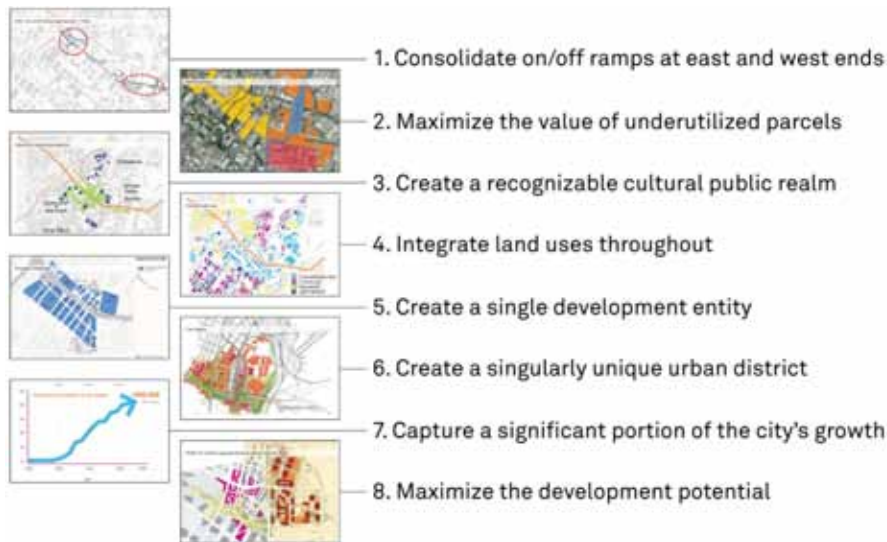 1. Consolidate on/off ramps at east and west ends
2. Maximize the value of underutilized parcels
3. Create a recognizable cultural public realm
4. Integrate land uses throughout
5. Create a single development entity
6. Create a singularly unique urban district
7. Capture a significant portion of the city's growth
8. Maximize the development potential